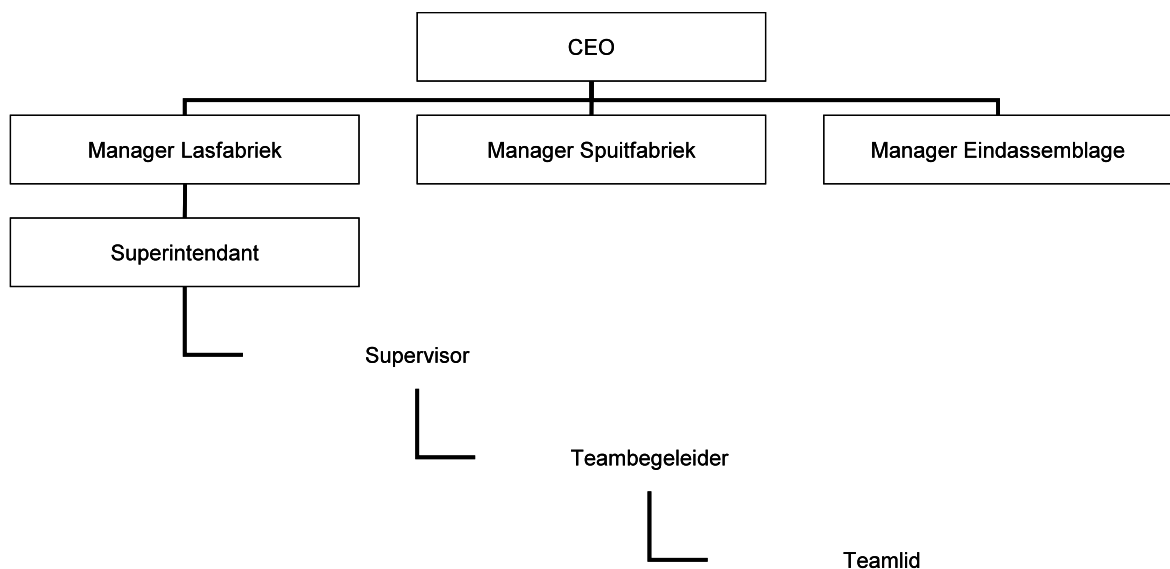 CEO
Manager Lasfabriek
Manager Spuitfabriek
Manager Eindassemblage
Superintendant
Supervisor
Teambegeleider
Teamlid